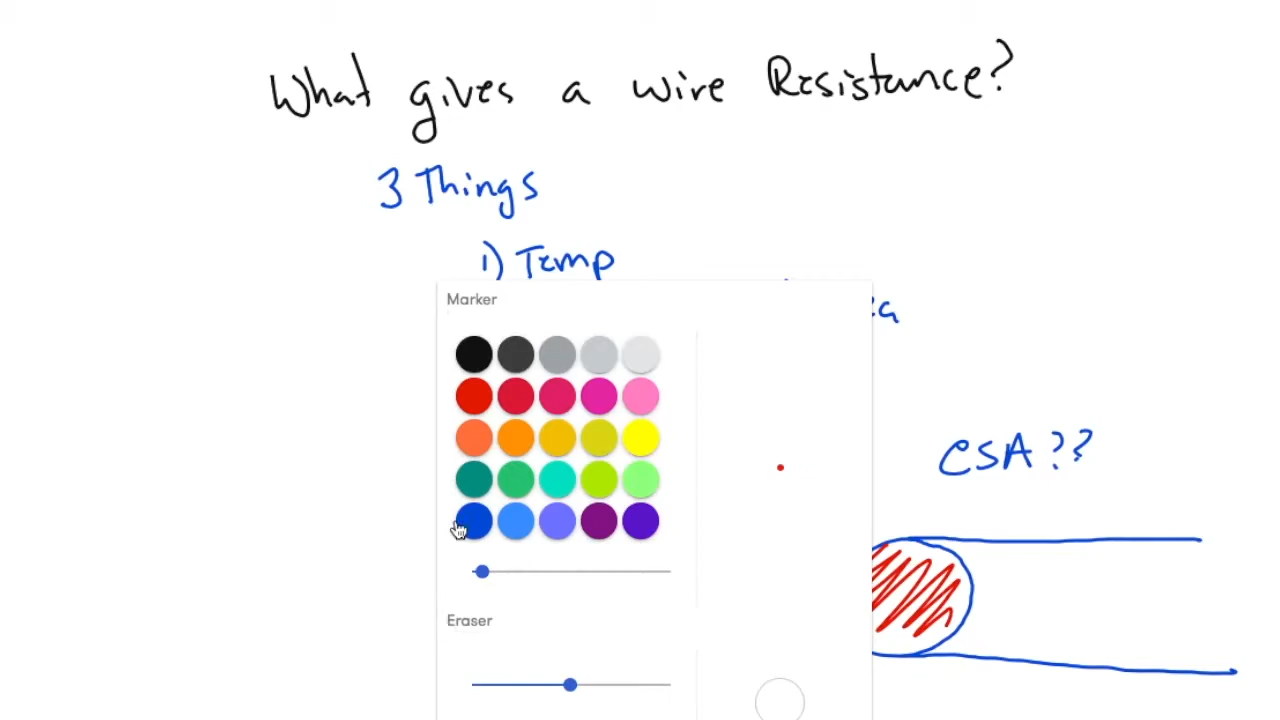 What gives a wire Resistance?
3 Things
1) Temp
Marker
CSA??
Eraser